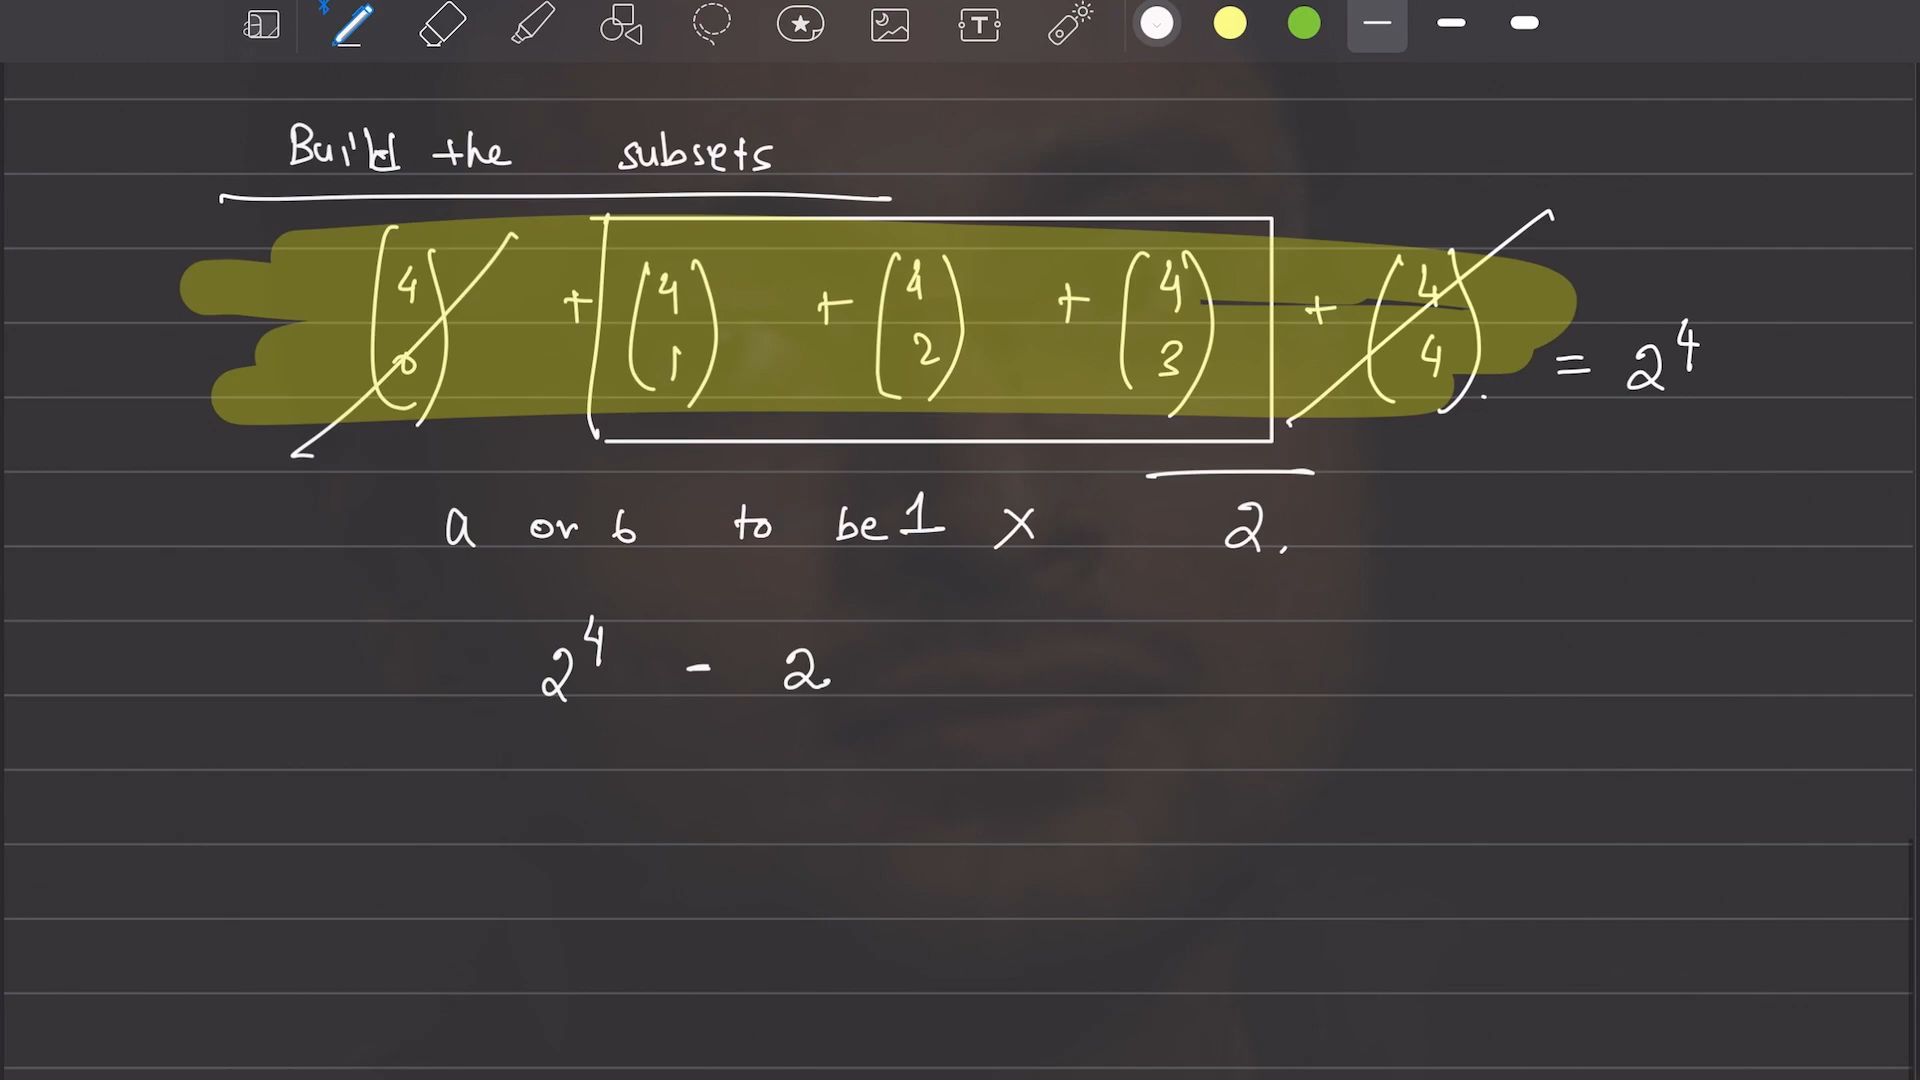 Build the subsets
(4 0) + (4 1) + (4 2) + (4 3) + (4 4). = 2^4
a or b to be 1 x 2.
2^4 - 2